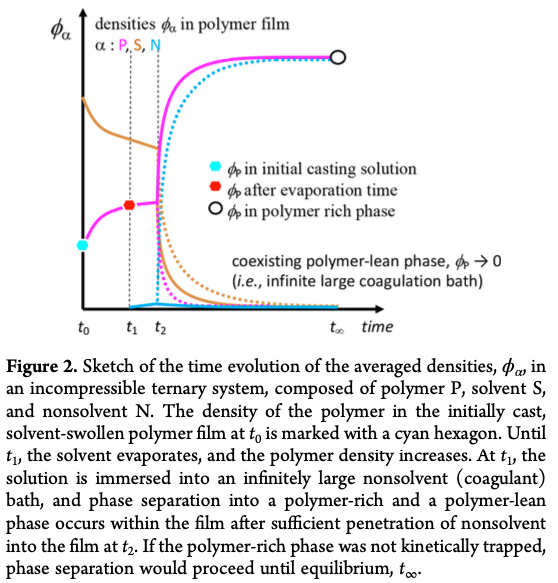 ϕα
densities ϕα in polymer film
α : P, S, N
ϕP in initial casting solution
ϕP after evaporation time
ϕP in polymer rich phase
coexisting polymer-lean phase, ϕP → 0
(i.e., infinite large coagulation bath)
t0 t1 t2 t∞ time
Figure 2. Sketch of the time evolution of the averaged densities, ϕα, in
an incompressible ternary system, composed of polymer P, solvent S,
and nonsolvent N. The density of the polymer in the initially cast,
solvent-swollen polymer film at t0 is marked with a cyan hexagon. Until
t1, the solvent evaporates, and the polymer density increases. At t1, the
solution is immersed into an infinitely large nonsolvent (coagulant)
bath, and phase separation into a polymer-rich and a polymer-lean
phase occurs within the film after sufficient penetration of nonsolvent
into the film at t2. If the polymer-rich phase was not kinetically trapped,
phase separation would proceed until equilibrium, t∞.